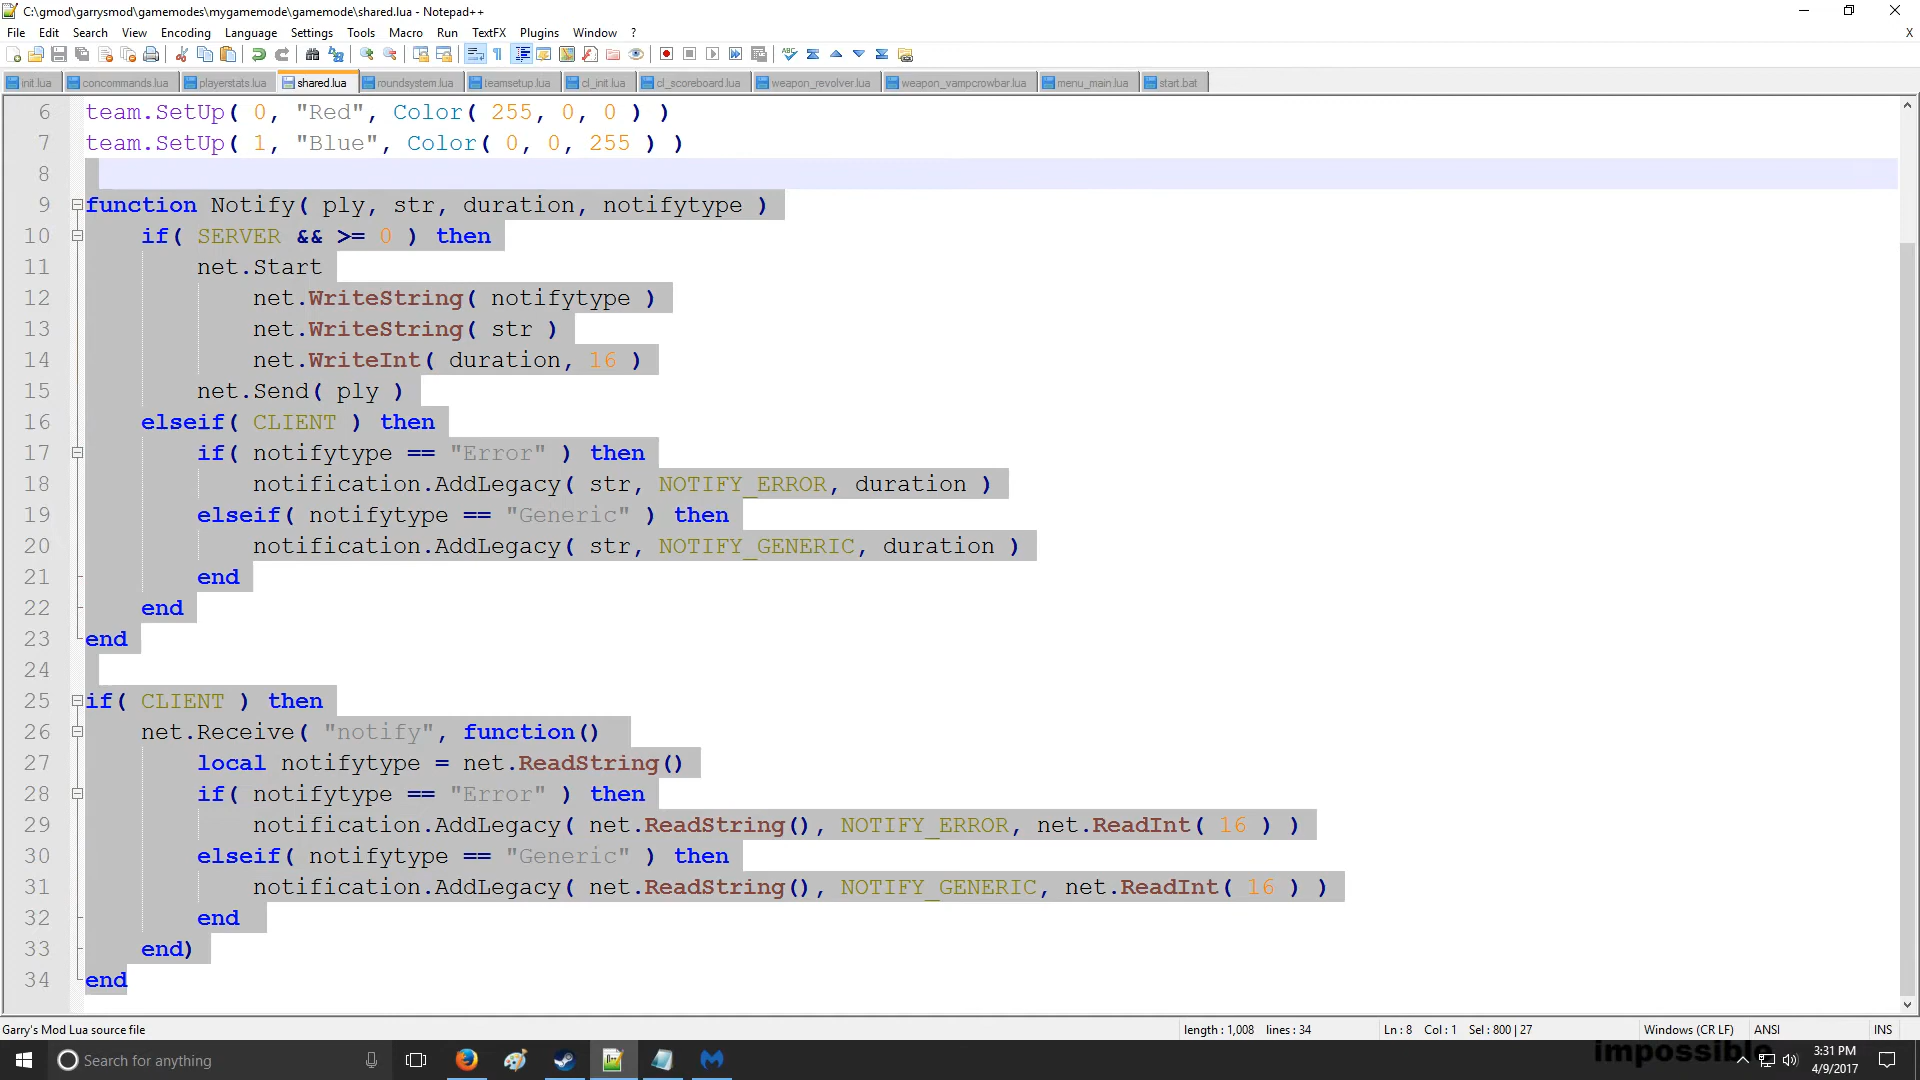 C:\gmod\garrysmod\gamemodes\mygamemode\gamemode\shared.lua - Notepad++
File Edit Search View Encoding Language Settings Tools Macro Run TextFX Plugins Window ?
X
init.lua concommands.lua playerstats.lua shared.lua roundsystem.lua teamsetup.lua cl_init.lua cl_scoreboard.lua weapon_revolver.lua weapon_vampcrowbar.lua menu_main.lua start.bat
6 team.SetUp( 0, "Red", Color( 255, 0, 0 ) )
7 team.SetUp( 1, "Blue", Color( 0, 0, 255 ) )
8
9 function Notify( ply, str, duration, notifytype )
10 if( SERVER && >= 0 ) then
11 net.Start
12 net.WriteString( notifytype )
13 net.WriteString( str )
14 net.WriteInt( duration, 16 )
15 net.Send( ply )
16 elseif( CLIENT ) then
17 if( notifytype == "Error" ) then
18 notification.AddLegacy( str, NOTIFY_ERROR, duration )
19 elseif( notifytype == "Generic" ) then
20 notification.AddLegacy( str, NOTIFY_GENERIC, duration )
21 end
22 end
23 end
24
25 if( CLIENT ) then
26 net.Receive( "notify", function()
27 local notifytype = net.ReadString()
28 if( notifytype == "Error" ) then
29 notification.AddLegacy( net.ReadString(), NOTIFY_ERROR, net.ReadInt( 16 ) )
30 elseif( notifytype == "Generic" ) then
31 notification.AddLegacy( net.ReadString(), NOTIFY_GENERIC, net.ReadInt( 16 ) )
32 end
33 end)
34 end
Garry's Mod Lua source file length : 1,008 lines : 34 Ln : 8 Col : 1 Sel : 800 | 27 Windows (CR LF) ANSI INS
Search for anything
impossible
3:31 PM
4/9/2017